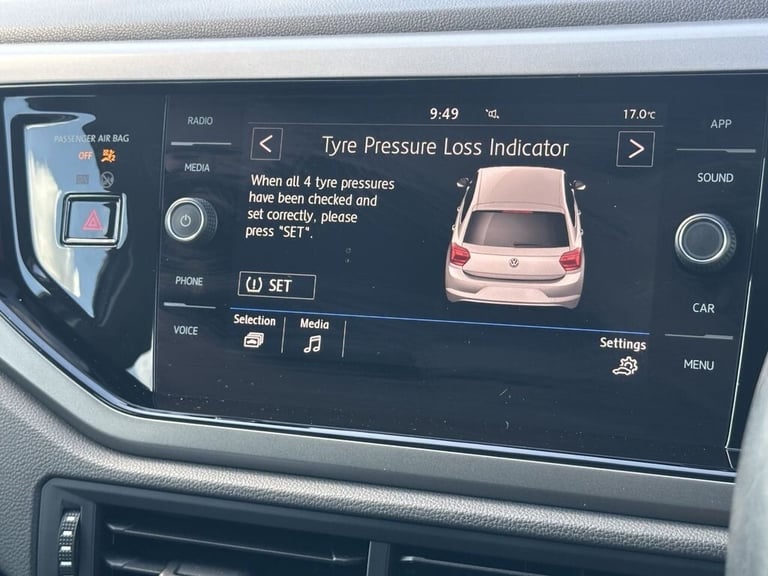 PASSENGER AIR BAG
OFF
RADIO
MEDIA
PHONE
VOICE
9:49
17.0°C
Tyre Pressure Loss Indicator
When all 4 tyre pressures
have been checked and
set correctly, please
press "SET".
SET
Selection
Media
Settings
APP
SOUND
CAR
MENU